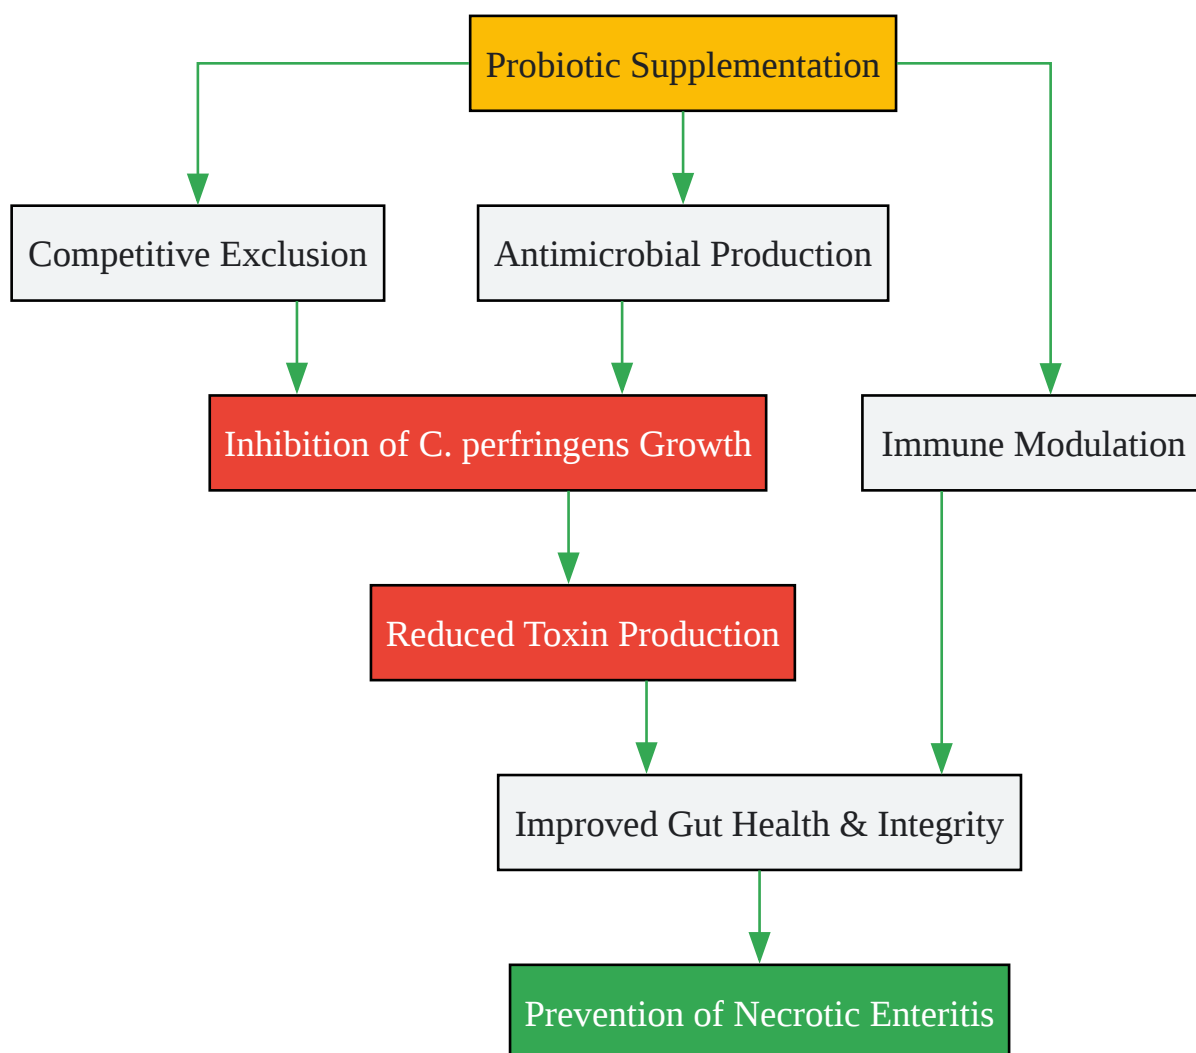 Probiotic Supplementation
Competitive Exclusion
Antimicrobial Production
Inhibition of C. perfringens Growth
Immune Modulation
Reduced Toxin Production
Improved Gut Health & Integrity
Prevention of Necrotic Enteritis